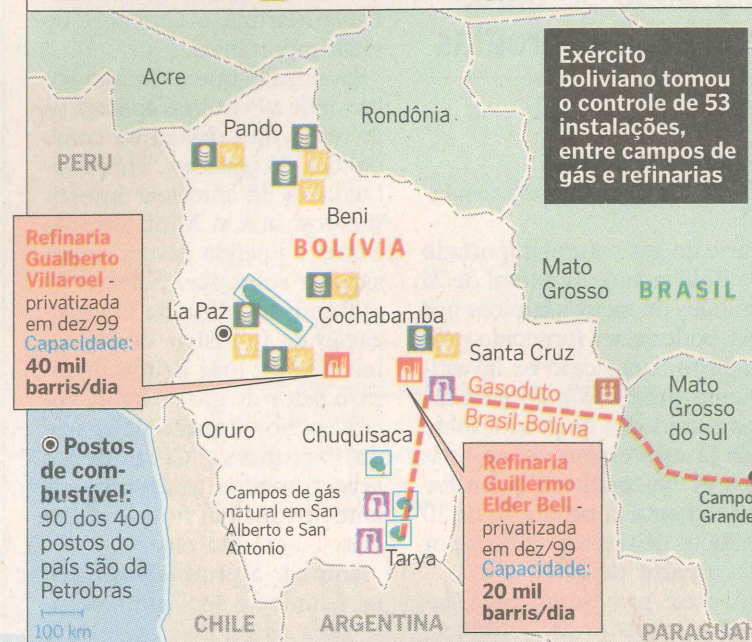 Acre
Rondônia
Exército
boliviano tomou
o controle de 53
instalações,
entre campos de
gás e refinarias
Pando
PERU
Beni
BOLÍVIA
Refinaria
Gualberto
Villaroel -
privatizada
em dez/99
Capacidade:
40 mil
barris/dia
Mato
Grosso
BRASIL
La Paz
Cochabamba
Santa Cruz
Gasoduto
Brasil-Bolívia
Mato
Grosso
do Sul
Campo
Grande
Oruro
Chuquisaca
Postos
de com-
bustível:
90 dos 400
postos do
país são da
Petrobras
Campos de gás
natural em San
Alberto e San
Antonio
Tarya
Refinaria
Guillermo
Elder Bell -
privatizada
em dez/99
Capacidade:
20 mil
barris/dia
100 km
CHILE
ARGENTINA
PARAGUAI